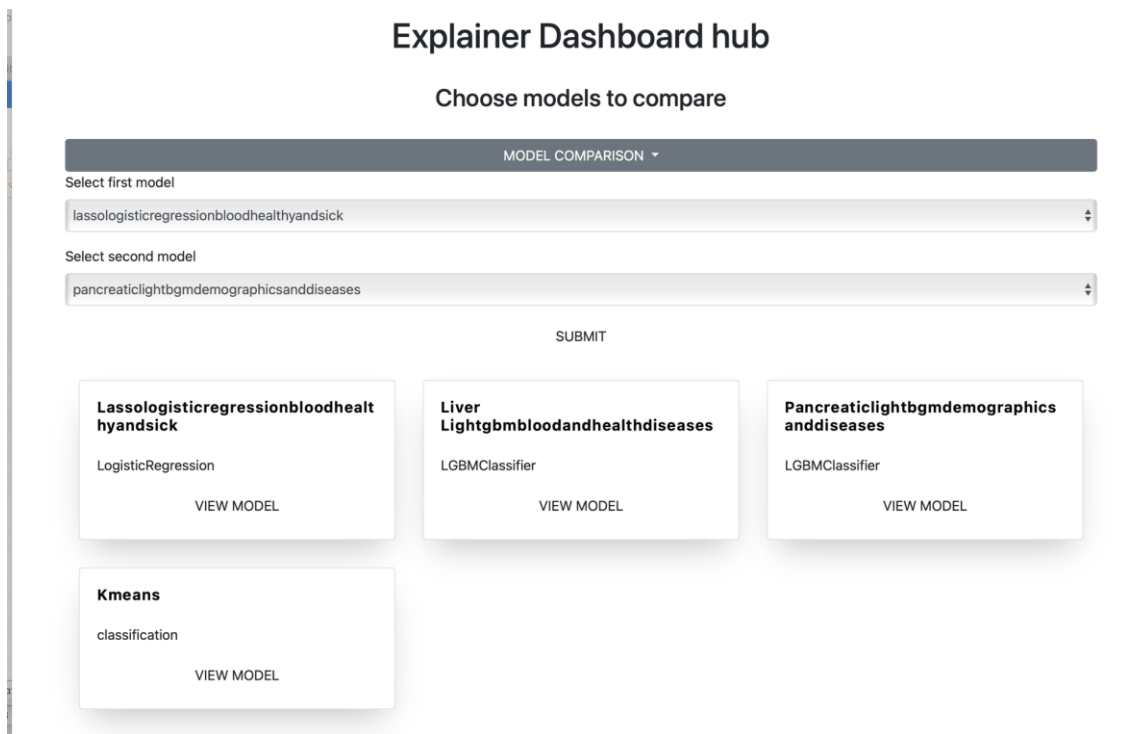 Explainer Dashboard hub
Choose models to compare
MODEL COMPARISON
Select first model
lassologisticregressionbloodhealthyandsick
Select second model
pancreaticlightbgmdemographicsanddiseases
SUBMIT
Lassologisticregressionbloodhealt
hyandsick
LogisticRegression
VIEW MODEL
Liver
Lightgbmbloodandhealthdiseases
LGBMClassifier
VIEW MODEL
Pancreaticlightbgmdemographics
anddiseases
LGBMClassifier
VIEW MODEL
Kmeans
classification
VIEW MODEL